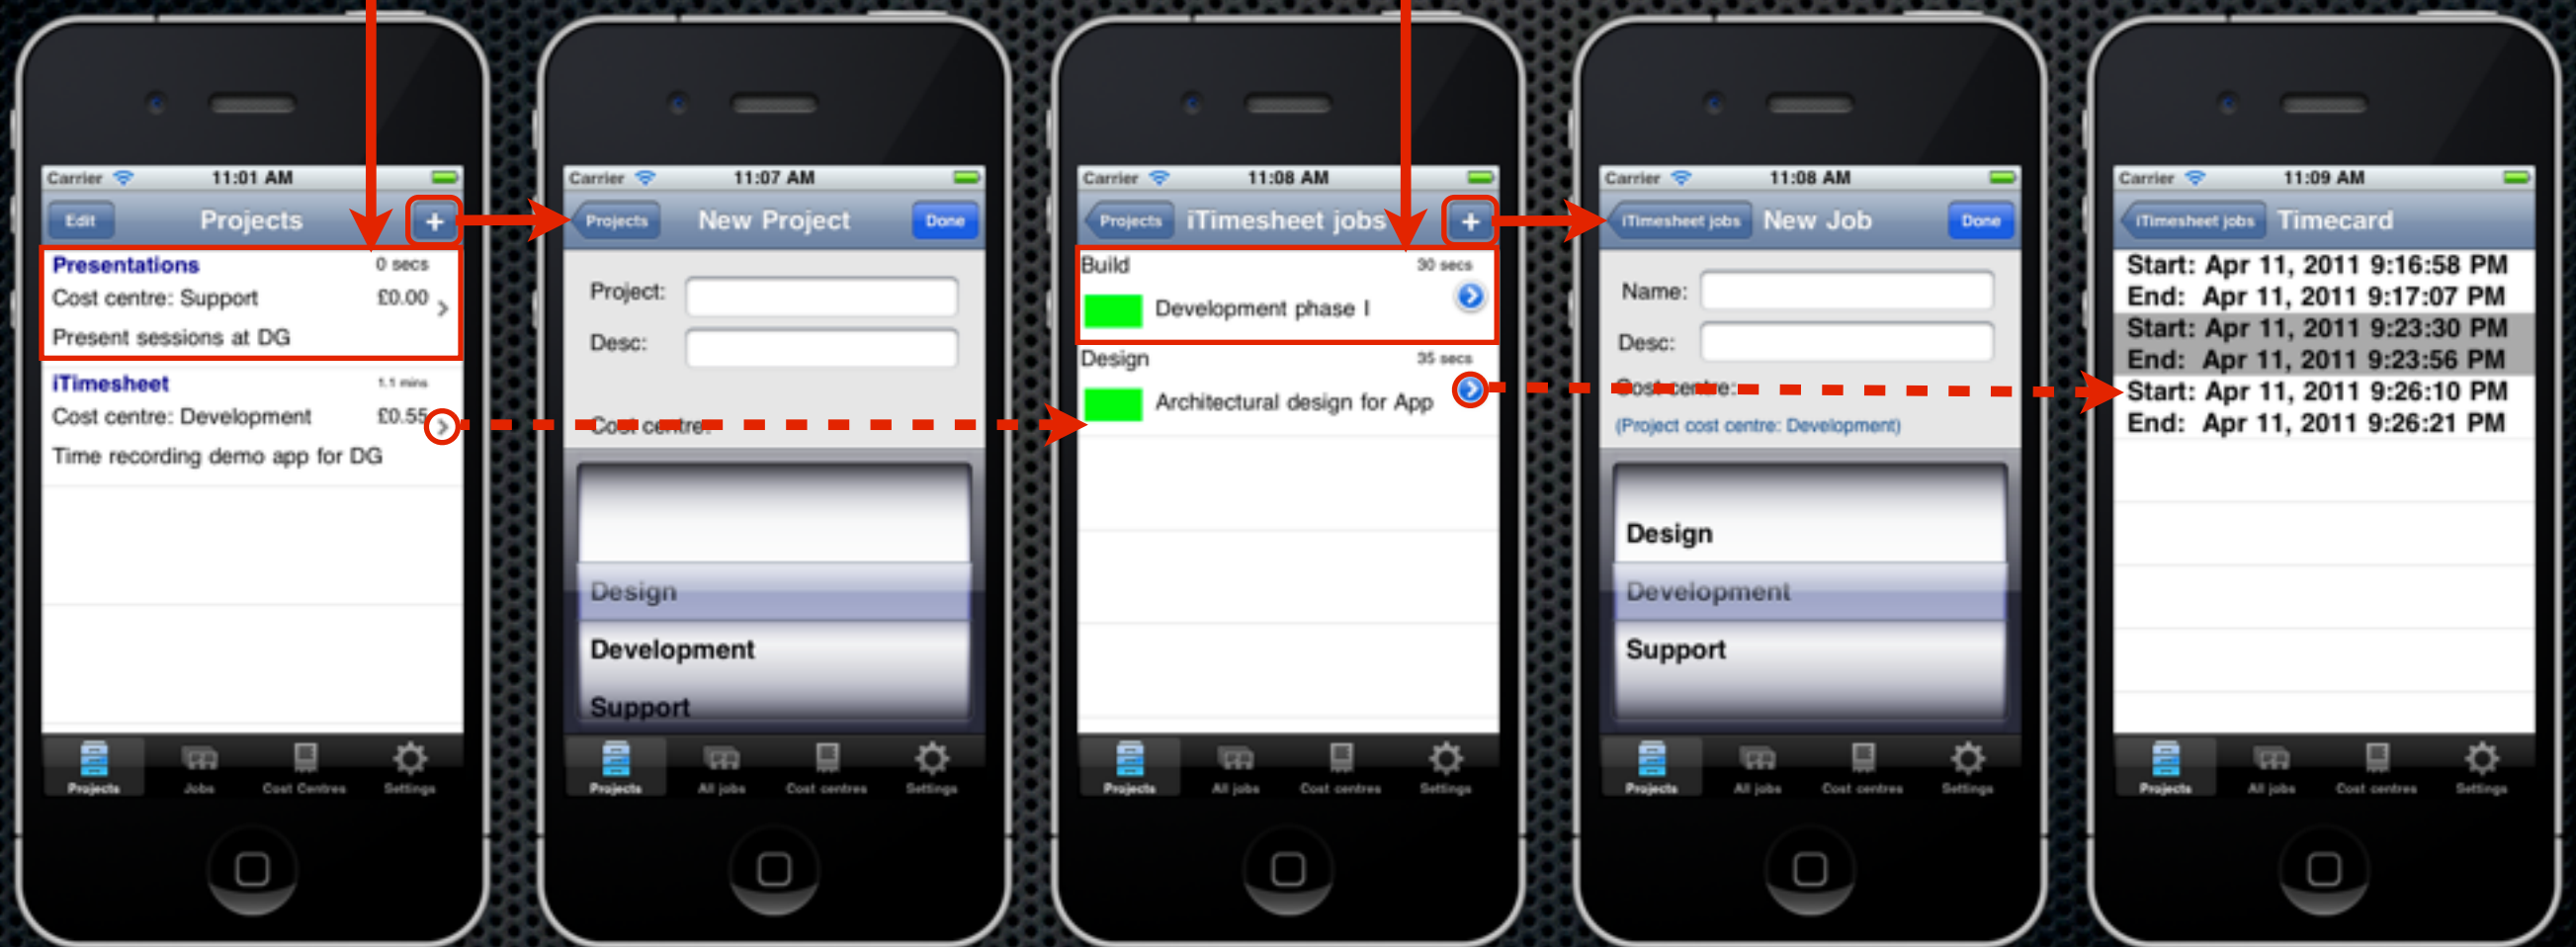 Carrier 11:01 AM
Edit Projects +
Presentations 0 secs
Cost centre: Support £0.00
Present sessions at DG
iTimesheet 1.1 mins
Cost centre: Development £0.55
Time recording demo app for DG
Projects Jobs Cost Centres Settings
Carrier 11:07 AM
Projects New Project Done
Project:
Desc:
Cost centre:
Design
Development
Support
Projects All jobs Cost centres Settings
Carrier 11:08 AM
Projects iTimesheet jobs +
Build 30 secs
Development phase I
Design 35 secs
Architectural design for App
Projects All jobs Cost centres Settings
Carrier 11:08 AM
iTimesheet jobs New Job Done
Name:
Desc:
Cost centre:
(Project cost centre: Development)
Design
Development
Support
Projects All jobs Cost centres Settings
Carrier 11:09 AM
iTimesheet jobs Timecard
Start: Apr 11, 2011 9:16:58 PM
End: Apr 11, 2011 9:17:07 PM
Start: Apr 11, 2011 9:23:30 PM
End: Apr 11, 2011 9:23:56 PM
Start: Apr 11, 2011 9:26:10 PM
End: Apr 11, 2011 9:26:21 PM
Projects All jobs Cost centres Settings